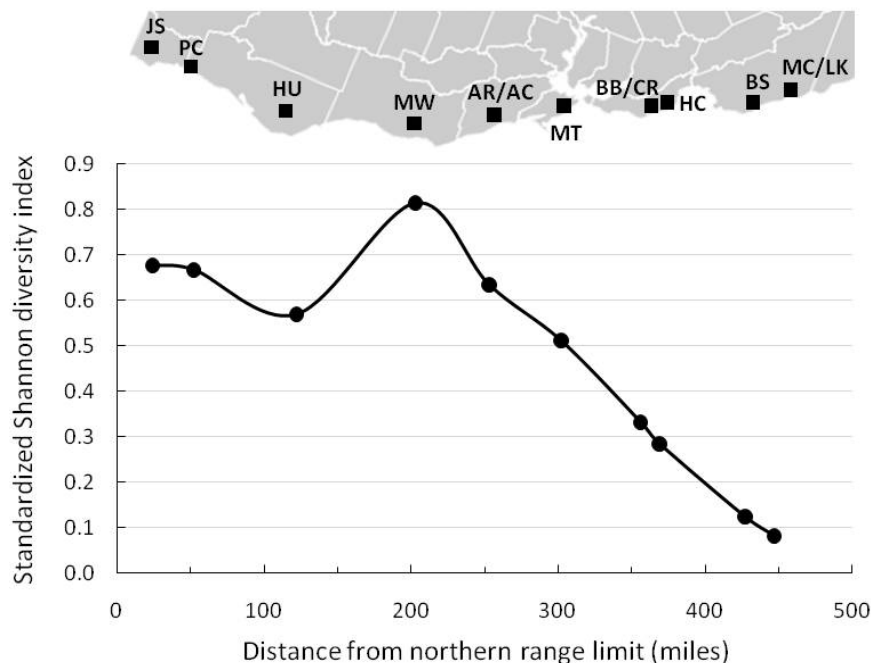 JS
PC
HU
MW
AR/AC
MT
BB/CR
HC
BS
MC/LK
Standardized Shannon diversity index
0.9
0.8
0.7
0.6
0.5
0.4
0.3
0.2
0.1
0.0
0 100 200 300 400 500
Distance from northern range limit (miles)